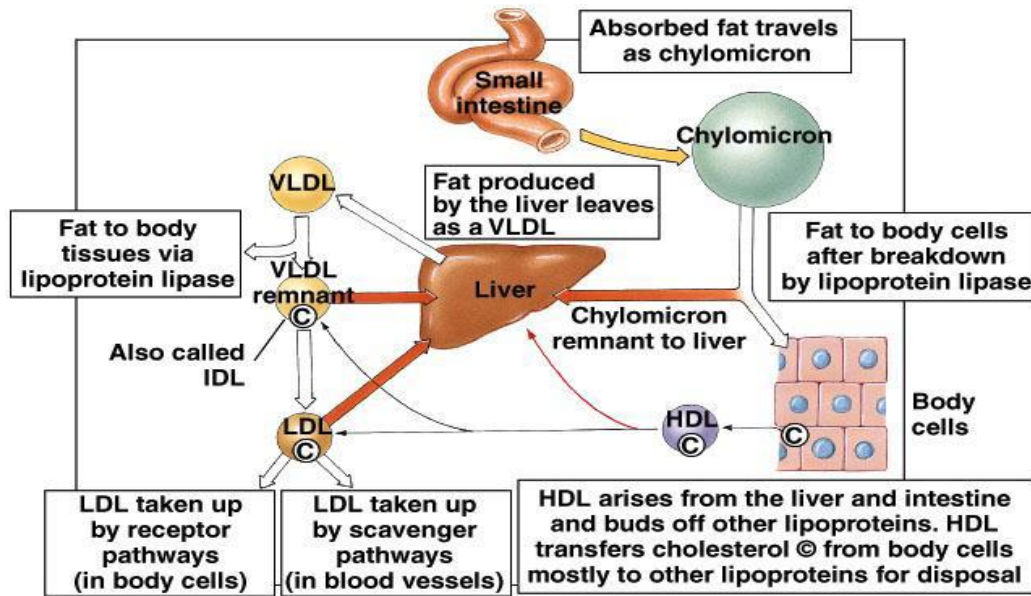 Absorbed fat travels
as chylomicron
Small
intestine
Chylomicron
VLDL
Fat produced
by the liver leaves
as a VLDL
Fat to body
tissues via
lipoprotein lipase
Fat to body cells
after breakdown
by lipoprotein lipase
VLDL
remnant
C
Liver
Chylomicron
remnant to liver
Also called
IDL
LDL
C
HDL
C
C
Body
cells
LDL taken up
by receptor
pathways
(in body cells)
LDL taken up
by scavenger
pathways
(in blood vessels)
HDL arises from the liver and intestine
and buds off other lipoproteins. HDL
transfers cholesterol © from body cells
mostly to other lipoproteins for disposal